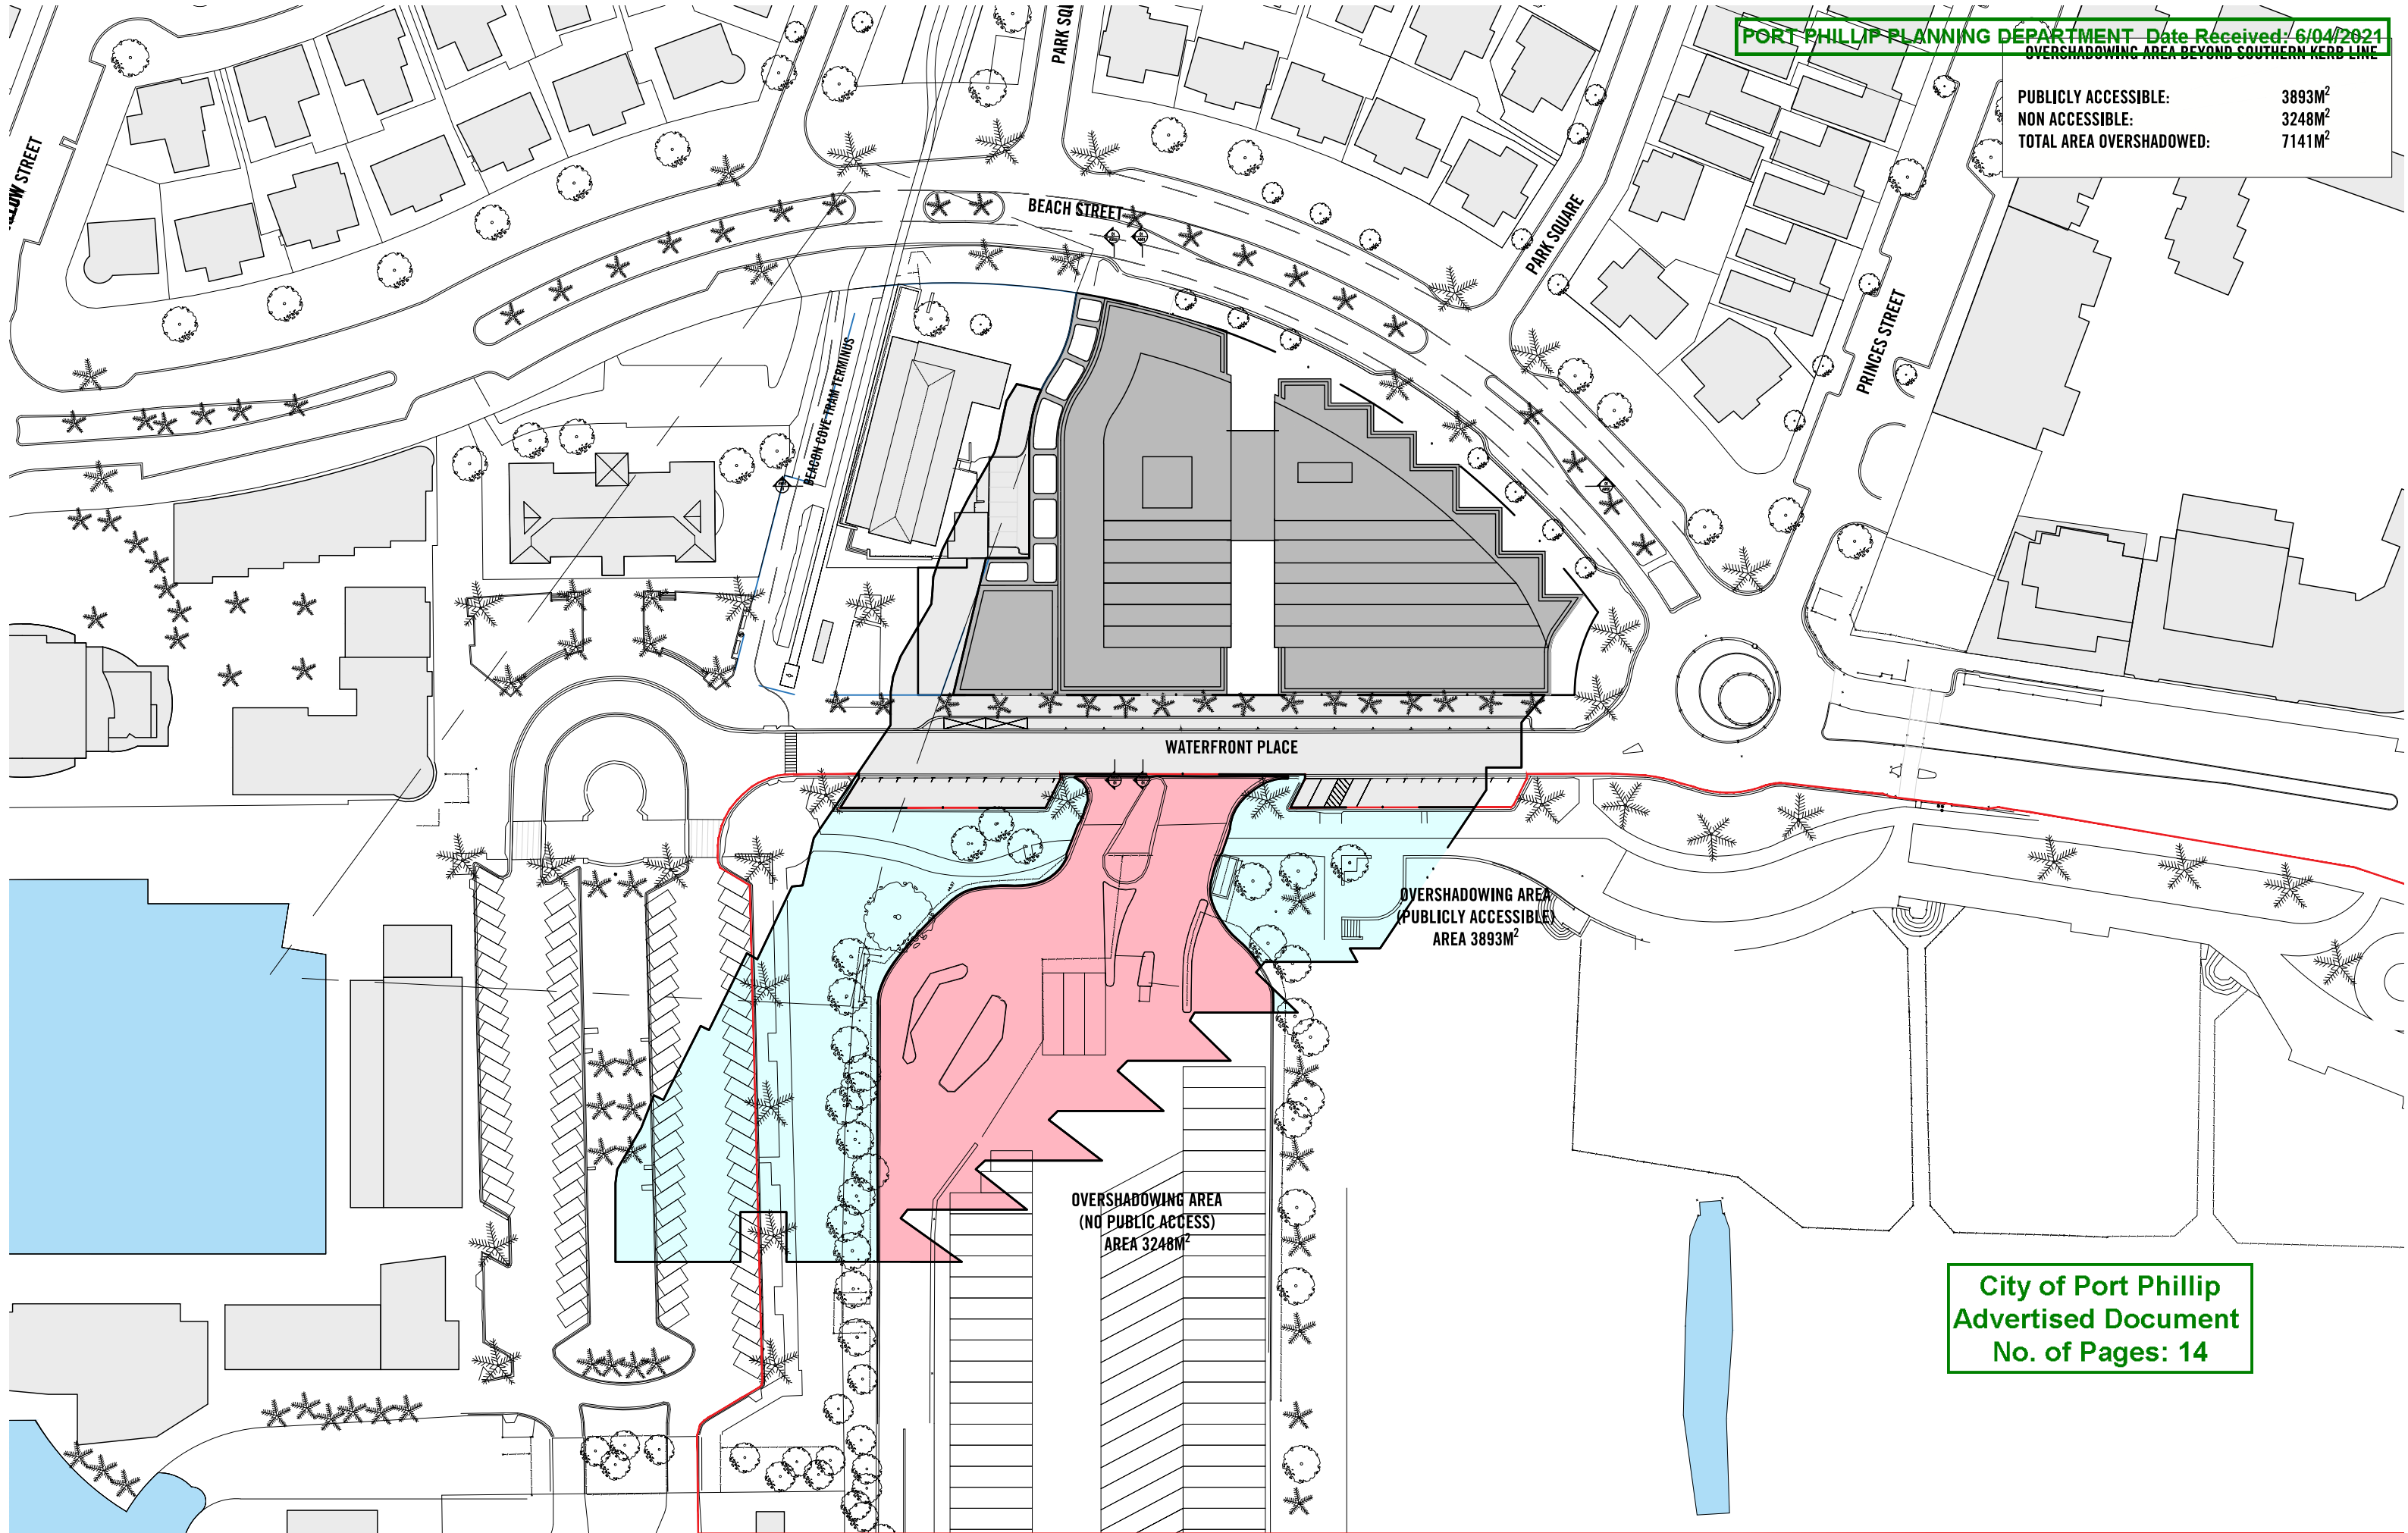 PORT PHILLIP PLANNING DEPARTMENT Date Received: 6/04/2021
OVERSHADOWING AREA BEYOND SOUTHERN KERB LINE
PUBLICLY ACCESSIBLE: 3893M²
NON ACCESSIBLE: 3248M²
TOTAL AREA OVERSHADOWED: 7141M²
STREET
PARK
BEACH STREET
PARK SQUARE
PRINCES STREET
BEACON COVE TRAM TERMINUS
WATERFRONT PLACE
OVERSHADOWING AREA
(PUBLICLY ACCESSIBLE)
AREA 3893M²
OVERSHADOWING AREA
(NO PUBLIC ACCESS)
AREA 3248M²
City of Port Phillip
Advertised Document
No. of Pages: 14